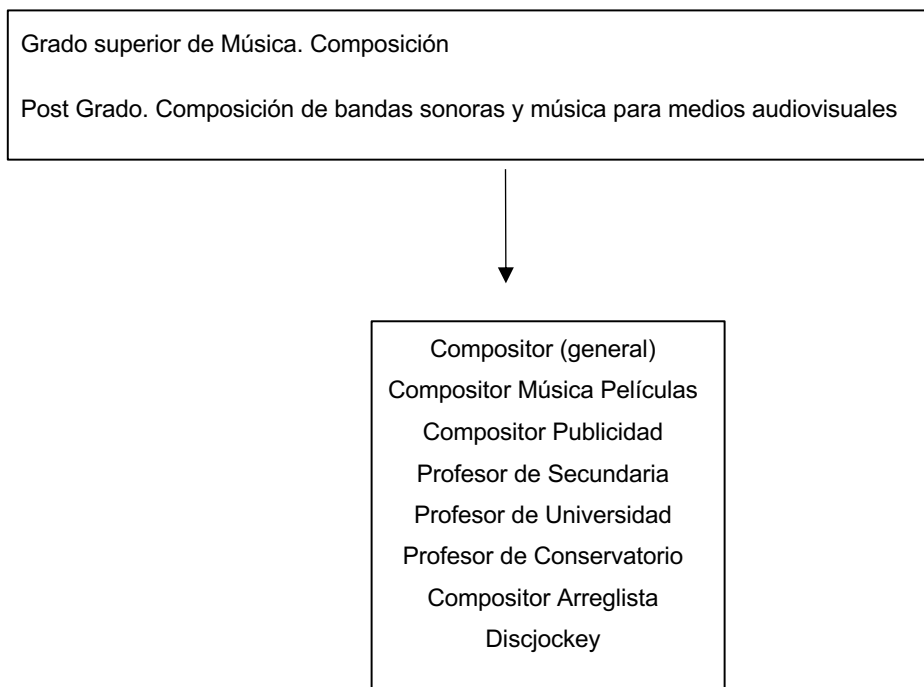 Grado superior de Música. Composición
Post Grado. Composición de bandas sonoras y música para medios audiovisuales
Compositor (general)
Compositor Música Películas
Compositor Publicidad
Profesor de Secundaria
Profesor de Universidad
Profesor de Conservatorio
Compositor Arreglista
Discjockey